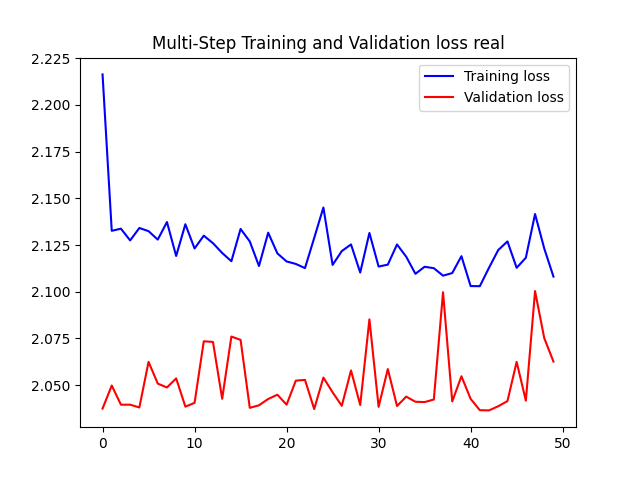 Multi-Step Training and Validation loss real
Training loss
Validation loss
2.225
2.200
2.175
2.150
2.125
2.100
2.075
2.050
0 10 20 30 40 50